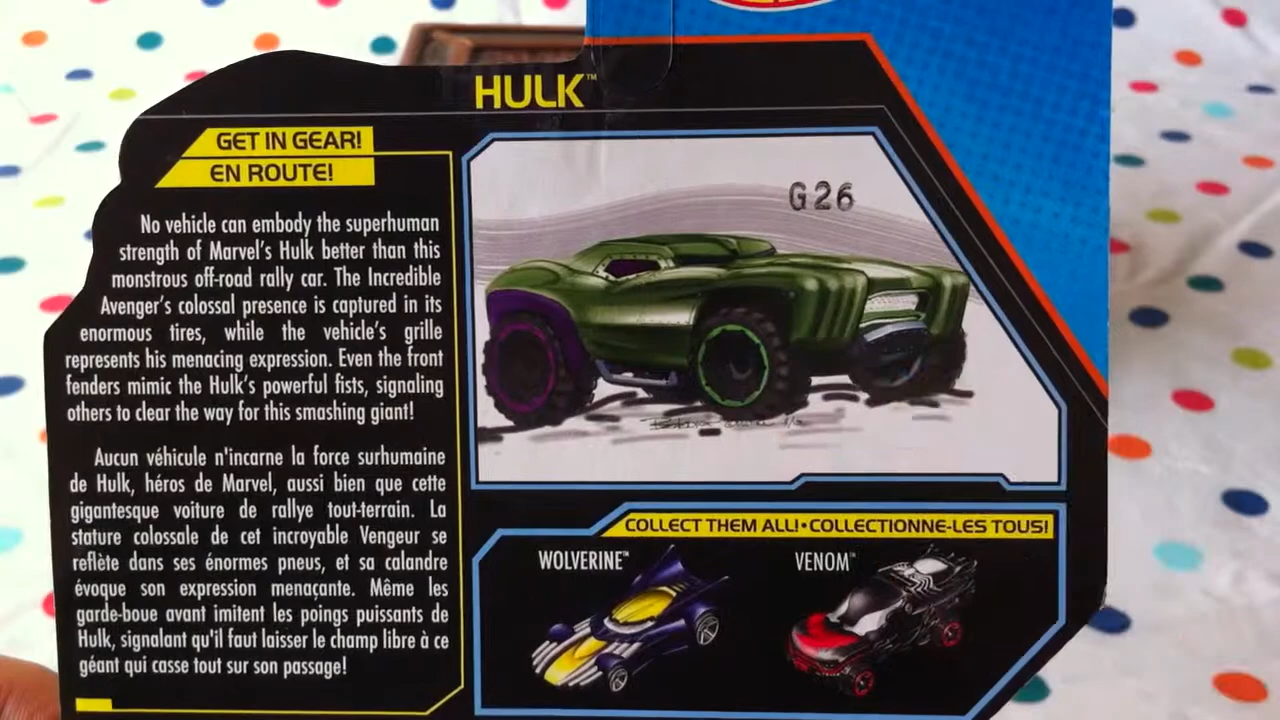 HULK™
GET IN GEAR!
EN ROUTE!
No vehicle can embody the superhuman
strength of Marvel's Hulk better than this
monstrous off-road rally car. The Incredible
Avenger's colossal presence is captured in its
enormous tires, while the vehicle's grille
represents his menacing expression. Even the front
fenders mimic the Hulk's powerful fists, signaling
others to clear the way for this smashing giant!
Aucun véhicule n'incarne la force surhumaine
de Hulk, héros de Marvel, aussi bien que cette
gigantesque voiture de rallye tout-terrain. La
stature colossale de cet incroyable Vengeur se
reflète dans ses énormes pneus, et sa calandre
évoque son expression menaçante. Même les
garde-boue avant imitent les poings puissants de
Hulk, signalant qu'il faut laisser le champ libre à ce
géant qui casse tout sur son passage!
G26
COLLECT THEM ALL!•COLLECTIONNE-LES TOUS!
WOLVERINE™
VENOM™